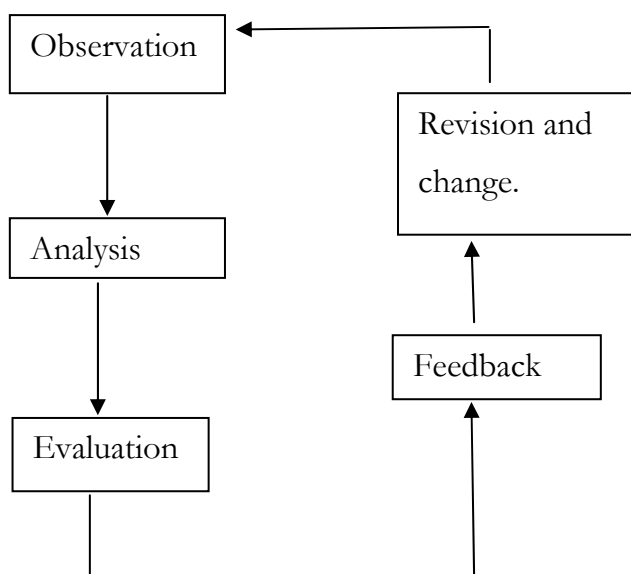 Observation
Analysis
Evaluation
Feedback
Revision and
change.